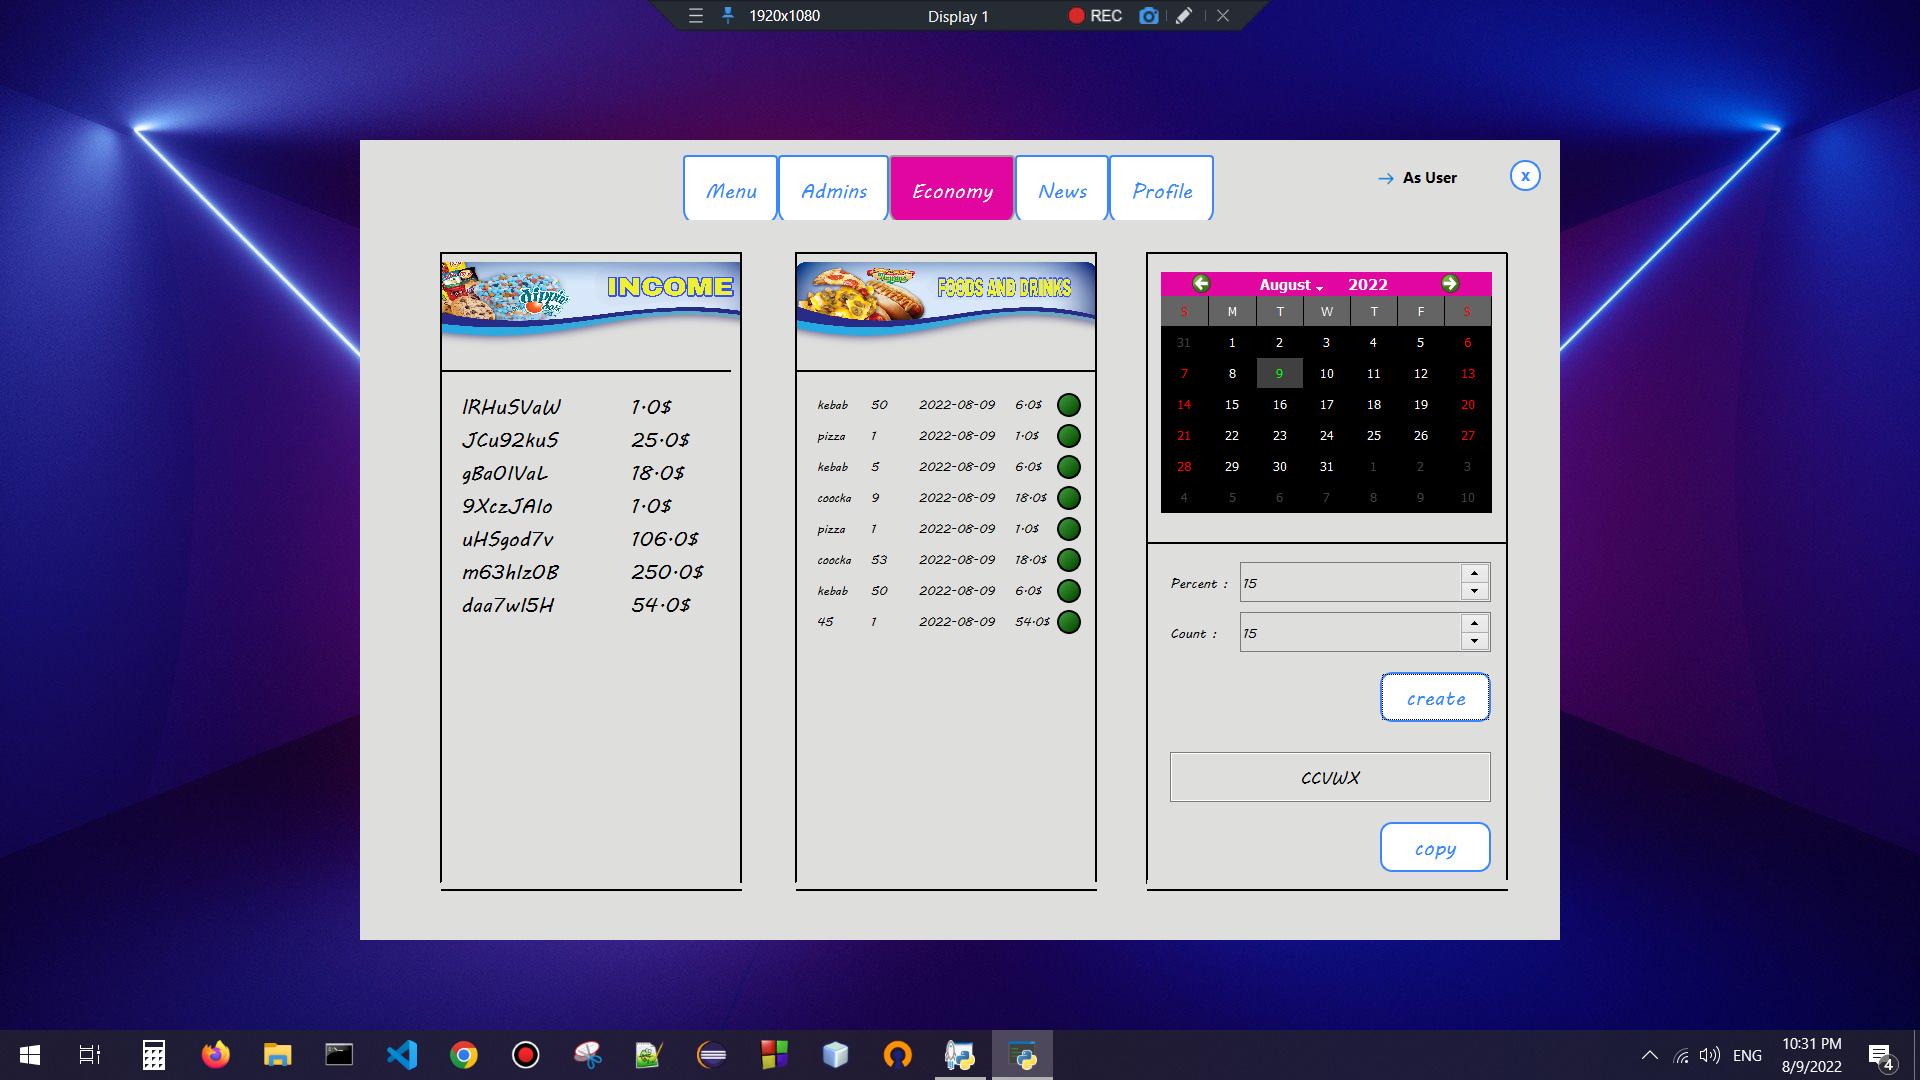 1920x1080 Display 1 REC
Menu Admins Economy News Profile
As User x
INCOME
lRHuSVaW 1.0$
JCu92kuS 25.0$
gBaOIVaL 18.0$
9XczJAlo 1.0$
uHSgod7v 106.0$
m63hIzOB 250.0$
daa7wI5H 54.0$
FOODS AND DRINKS
kebab 50 2022-08-09 6.0$
pizza 1 2022-08-09 1.0$
kebab 5 2022-08-09 6.0$
coocka 9 2022-08-09 18.0$
pizza 1 2022-08-09 1.0$
coocka 53 2022-08-09 18.0$
kebab 50 2022-08-09 6.0$
45 1 2022-08-09 54.0$
August 2022
S M T W T F S
31 1 2 3 4 5 6
7 8 9 10 11 12 13
14 15 16 17 18 19 20
21 22 23 24 25 26 27
28 29 30 31 1 2 3
4 5 6 7 8 9 10
Percent : 15
Count : 15
create
CCVWX
copy
ENG
10:31 PM
8/9/2022
4